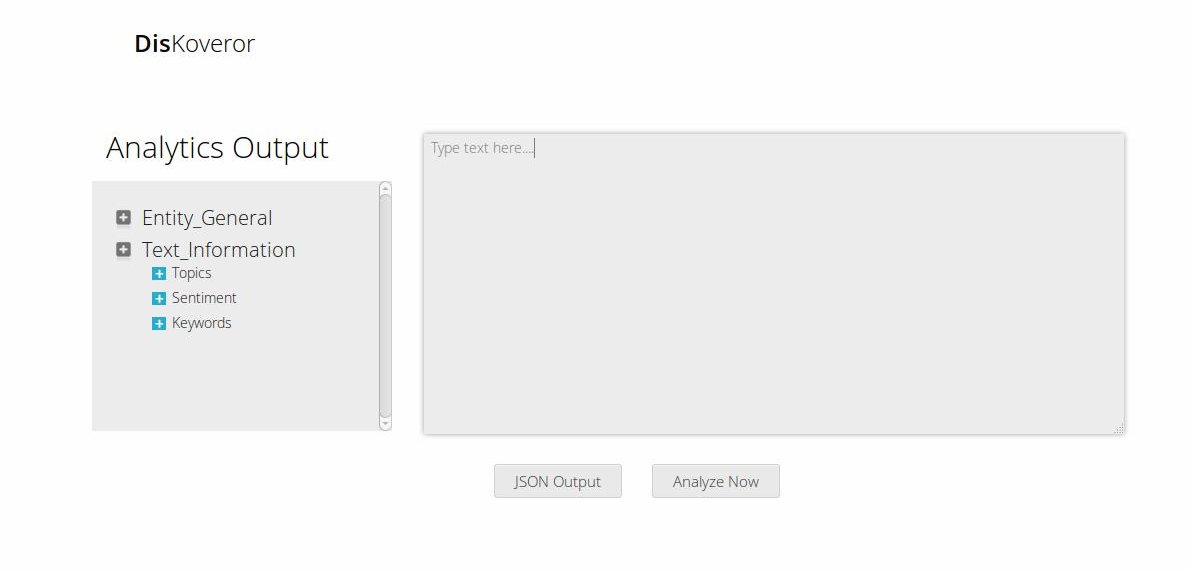 DisKoveror
Analytics Output
Entity_General
Text_Information
Topics
Sentiment
Keywords
Type text here....
JSON Output
Analyze Now